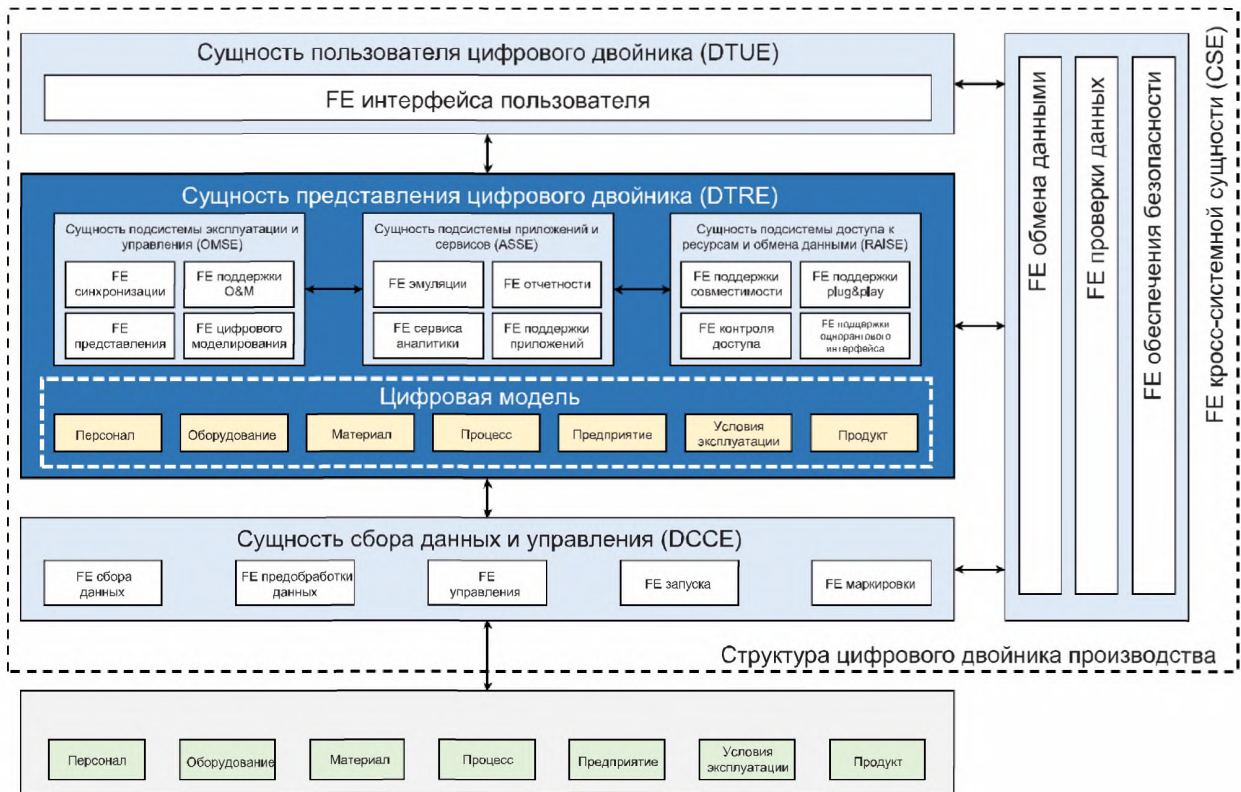 Сущность пользователя цифрового двойника (DTUE)
FE интерфейса пользователя
Сущность представления цифрового двойника (DTRE)
Сущность подсистемы эксплуатации и
управления (OMSE)
FE
синхронизации
FE поддержки
O&M
FE
представления
FE цифрового
моделирования
Сущность подсистемы приложений и
сервисов (ASSE)
FE эмуляции
FE отчетности
FE сервиса
аналитики
FE поддержки
приложений
Сущность подсистемы доступа к
ресурсам и обмена данными (RAISE)
FE поддержки
совместимости
FE поддержки
plug&play
FE контроля
доступа
FE поддержки
однорангового
интерфейса
Цифровая модель
Персонал
Оборудование
Материал
Процесс
Предприятие
Условия
эксплуатации
Продукт
Сущность сбора данных и управления (DCCE)
FE сбора
данных
FE предобработки
данных
FE
управления
FE запуска
FE маркировки
FE обмена данными
FE проверки данных
FE обеспечения безопасности
FE кросс-системной сущности (CSE)
Структура цифрового двойника производства
Персонал
Оборудование
Материал
Процесс
Предприятие
Условия
эксплуатации
Продукт